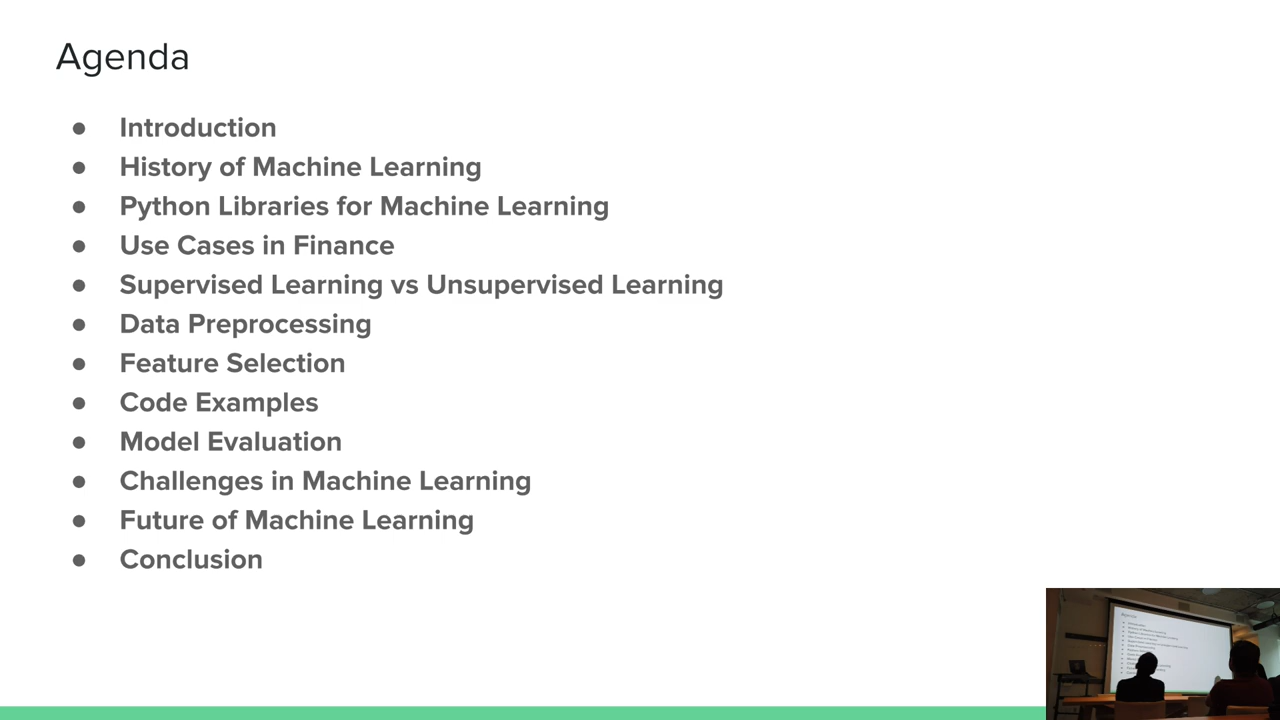 Agenda
● Introduction
● History of Machine Learning
● Python Libraries for Machine Learning
● Use Cases in Finance
● Supervised Learning vs Unsupervised Learning
● Data Preprocessing
● Feature Selection
● Code Examples
● Model Evaluation
● Challenges in Machine Learning
● Future of Machine Learning
● Conclusion
Agenda